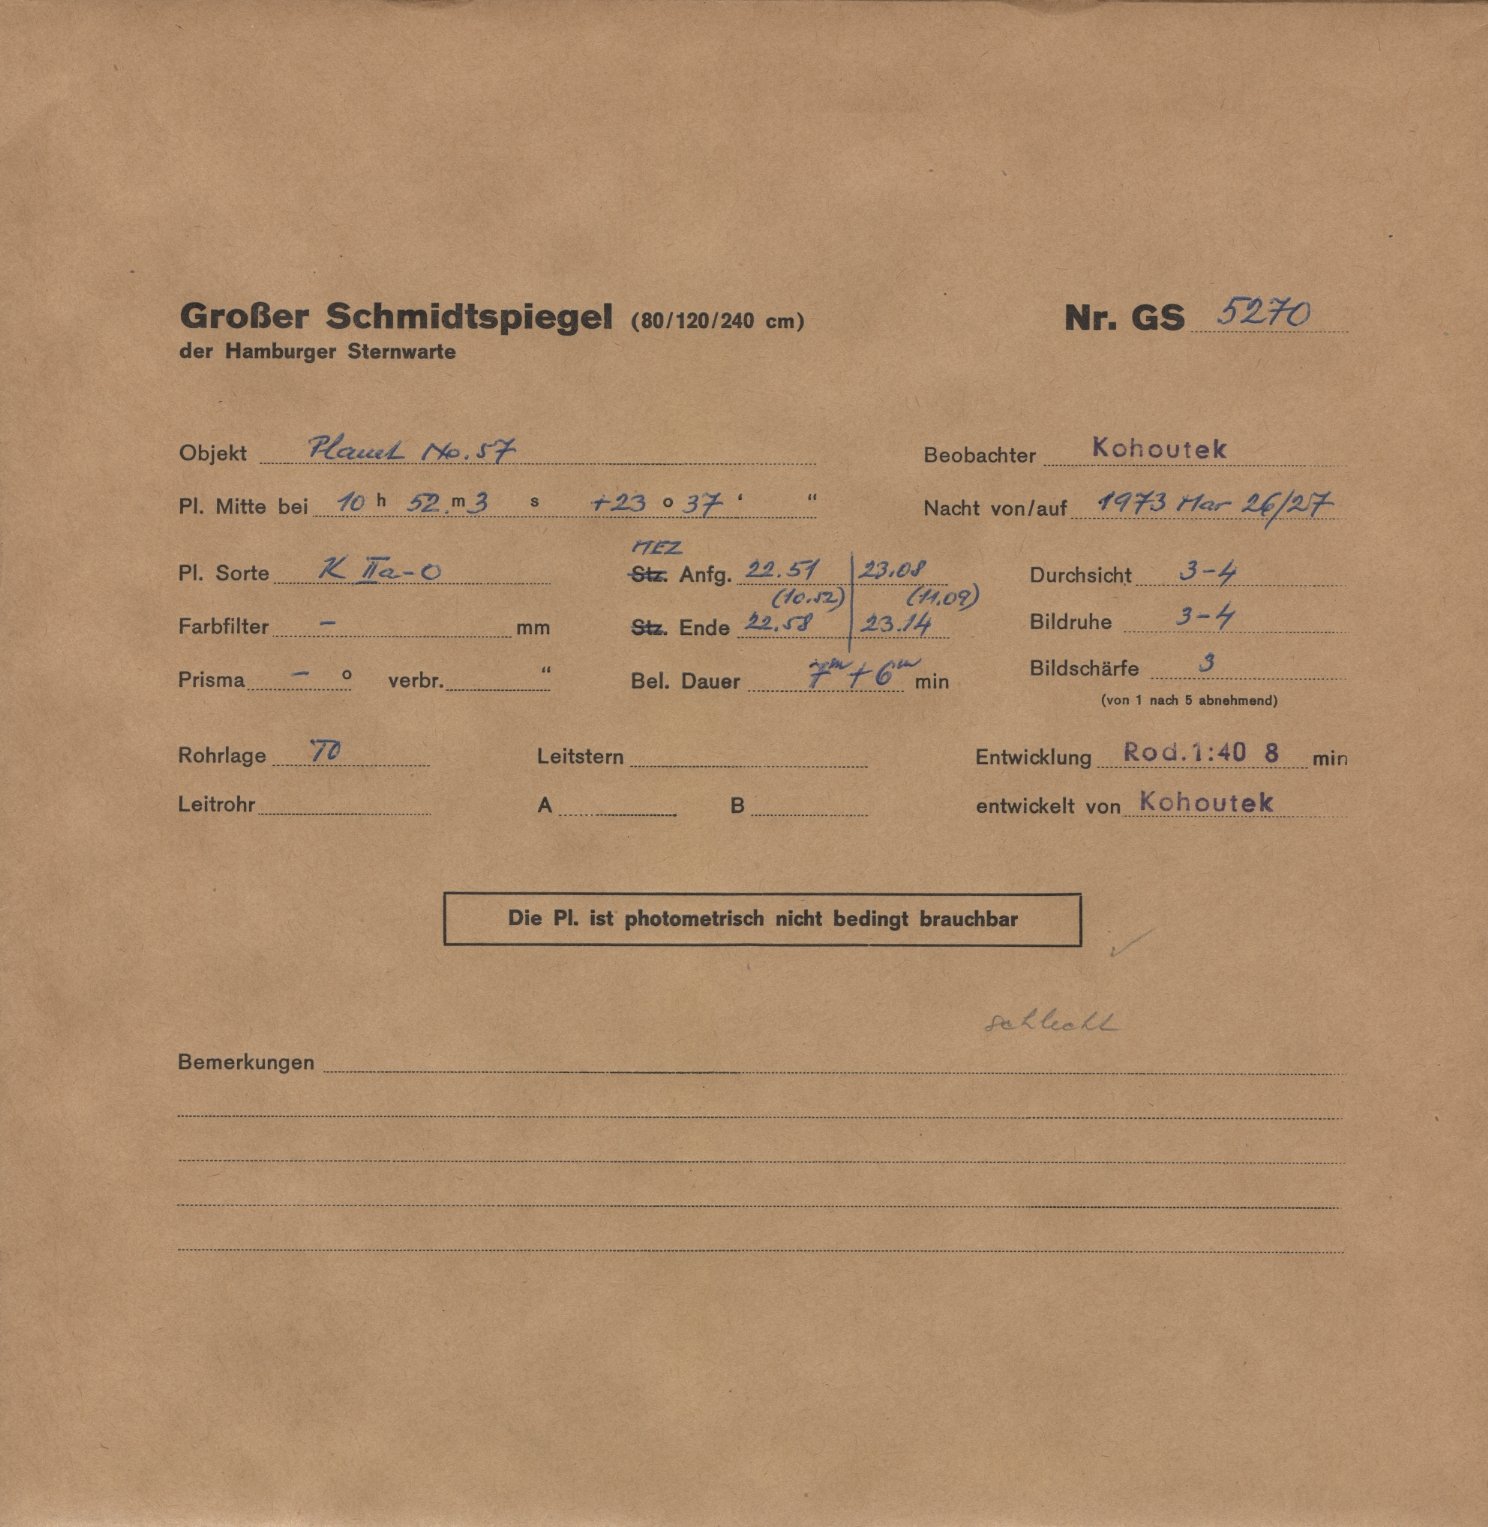 Großer Schmidtspiegel (80/120/240 cm) Nr. GS 5270
der Hamburger Sternwarte
Objekt Planet No. 57 Beobachter Kohoutek
Pl. Mitte bei 10 h 52. m 3 s +23 o 37 ‘ “ Nacht von/auf 1973 Mar 26/27
MEZ
Pl. Sorte K IIa-O Stz. Anfg. 22.51 | 23.08 Durchsicht 3-4
(10.52) (11.09)
Farbfilter – mm Stz. Ende 22.58 | 23.14 Bildruhe 3-4
Prisma – o verbr. “ Bel. Dauer 7m + 6m min Bildschärfe 3
(von 1 nach 5 abnehmend)
Rohrlage TO Leitstern Entwicklung Rod. 1:40 8 min
Leitrohr A B entwickelt von Kohoutek
Die Pl. ist photometrisch nicht bedingt brauchbar
schlecht
Bemerkungen